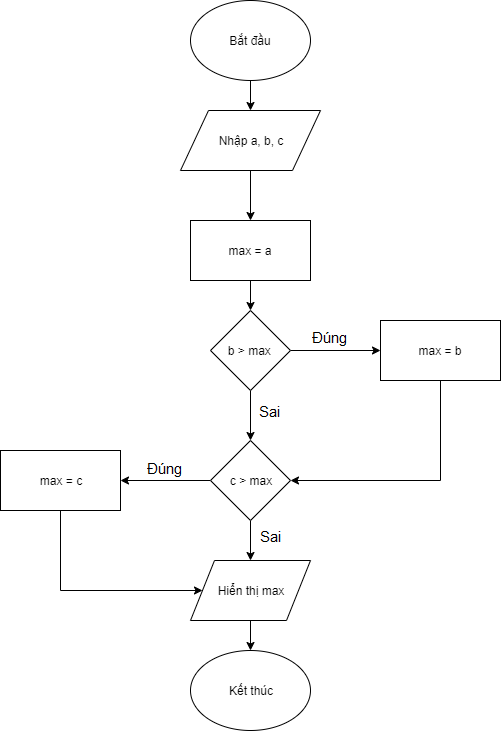 Bắt đầu
Nhập a, b, c
max = a
b > max
Đúng
max = b
Sai
max = c
Đúng
c > max
Sai
Hiển thị max
Kết thúc